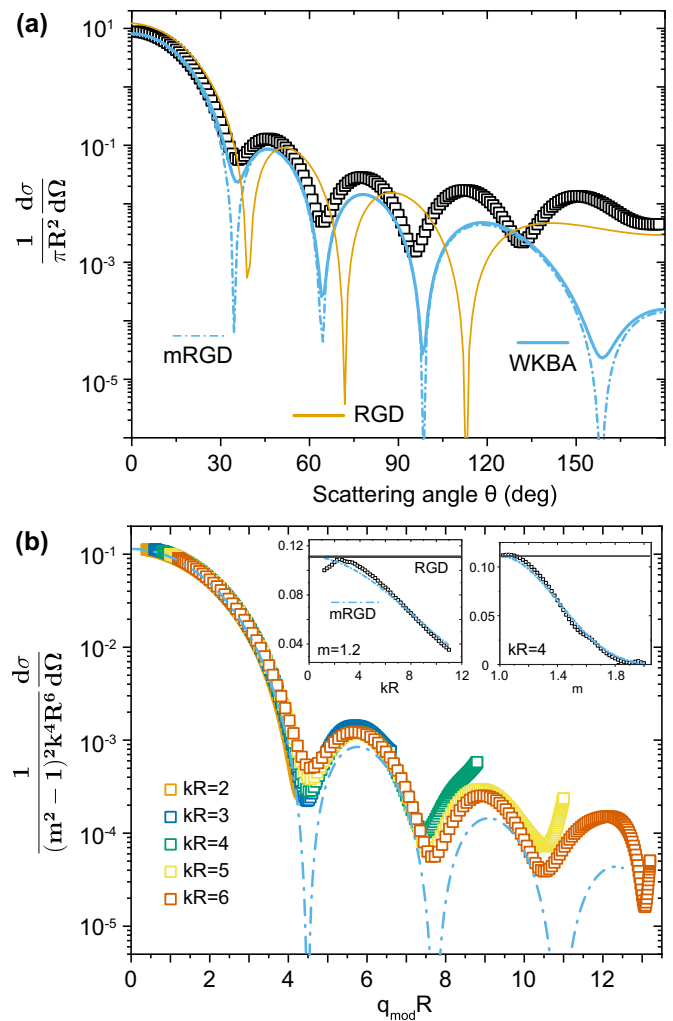 (a)
10¹
10⁻¹
10⁻³
10⁻⁵
1/πR² dσ/dΩ
mRGD
RGD
WKBA
0 30 60 90 120 150
Scattering angle θ (deg)
(b)
10⁻¹
10⁻²
10⁻³
10⁻⁴
10⁻⁵
1/(m² − 1)²k⁴R⁶ dσ/dΩ
0.12
0.08
0.04
RGD
mRGD
m=1.2
0 4 8 12
kR
0.10
0.05
0
kR=4
1.0 1.4 1.8
m
kR=2
kR=3
kR=4
kR=5
kR=6
0 2 4 6 8 10 12
q_modR